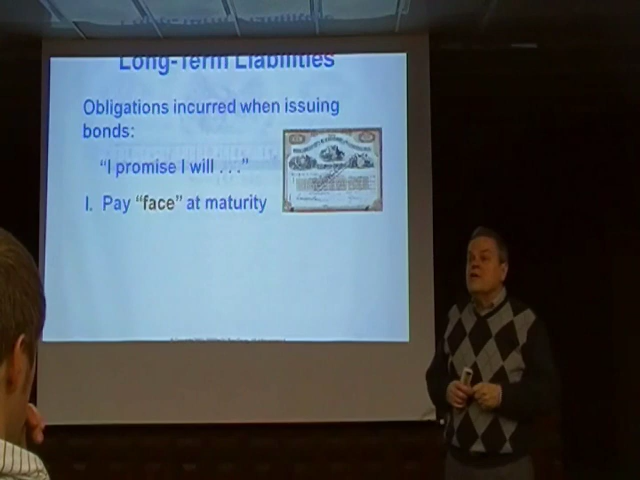 Long-Term Liabilities
Obligations incurred when issuing
bonds:
"I promise I will . . ."
I. Pay "face" at maturity